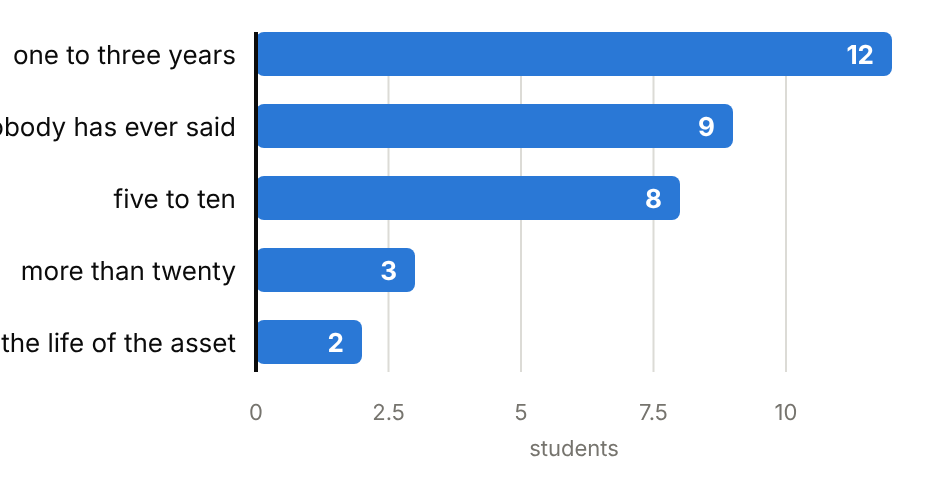 one to three years 12
body has ever said 9
five to ten 8
more than twenty 3
the life of the asset 2
0 2.5 5 7.5 10
students